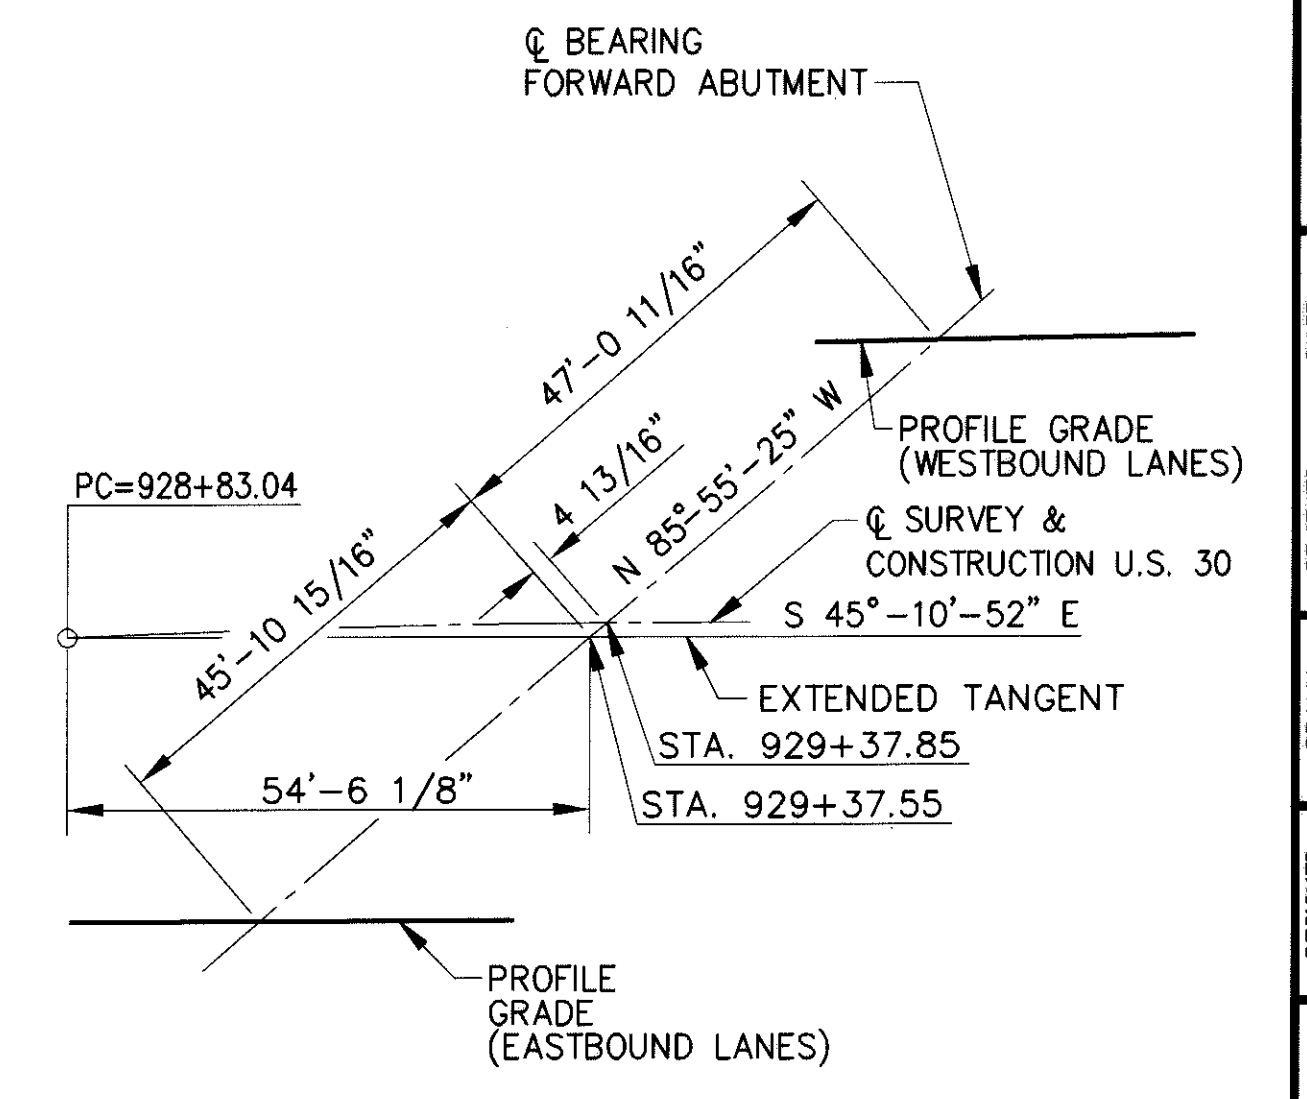 ℄ BEARING
FORWARD ABUTMENT
47'-0 11/16"
4 13/16"
N 85°-55'-25" W
PROFILE GRADE
(WESTBOUND LANES)
PC=928+83.04
45'-10 15/16"
℄ SURVEY &
CONSTRUCTION U.S. 30
S 45°-10'-52" E
EXTENDED TANGENT
STA. 929+37.85
54'-6 1/8"
STA. 929+37.55
PROFILE
GRADE
(EASTBOUND LANES)